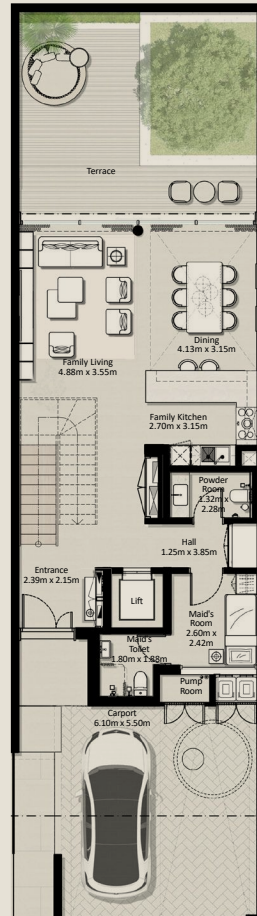 Terrace
Dining
4.13m x 3.15m
Family Living
4.88m x 3.55m
Family Kitchen
2.70m x 3.15m
Powder
Room
1.32m x
2.28m
Hall
1.25m x 3.85m
Entrance
2.39m x 2.15m
Lift
Maid's
Room
2.60m x
2.42m
Maid's
Toilet
1.80m x 1.88m
Pump
Room
Carport
6.10m x 5.50m